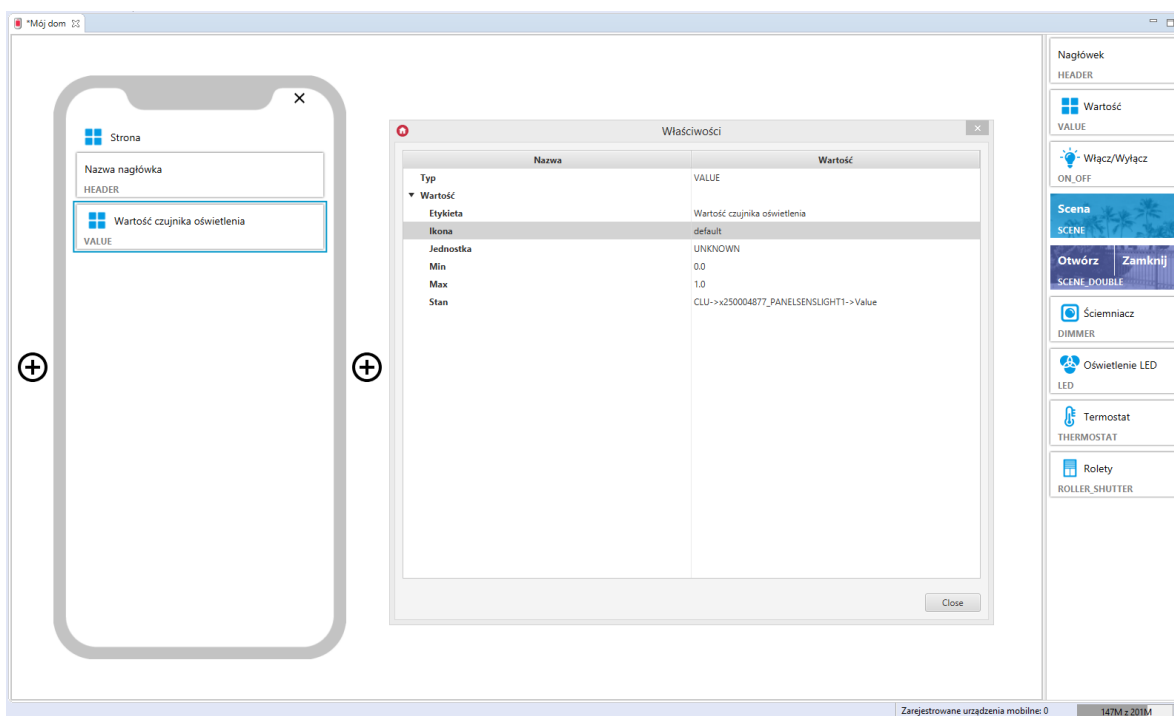 *Mój dom
Strona
Nazwa nagłówka
HEADER
Wartość czujnika oświetlenia
VALUE
Właściwości
Nazwa Wartość
Typ VALUE
Wartość
Etykieta Wartość czujnika oświetlenia
Ikona default
Jednostka UNKNOWN
Min 0.0
Max 1.0
Stan CLU->x250004877_PANELSENSLIGHT1->Value
Close
Nagłówek
HEADER
Wartość
VALUE
Włącz/Wyłącz
ON_OFF
Scena
SCENE
Otwórz Zamknij
SCENE_DOUBLE
Ściemniacz
DIMMER
Oświetlenie LED
LED
Termostat
THERMOSTAT
Rolety
ROLLER_SHUTTER
Zarejestrowane urządzenia mobilne: 0 147M z 201M